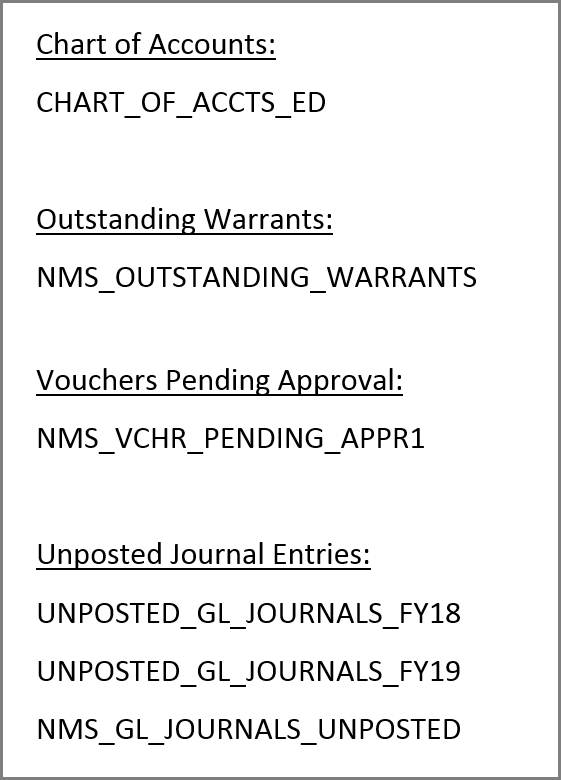 Chart of Accounts:
CHART_OF_ACCTS_ED
Outstanding Warrants:
NMS_OUTSTANDING_WARRANTS
Vouchers Pending Approval:
NMS_VCHR_PENDING_APPR1
Unposted Journal Entries:
UNPOSTED_GL_JOURNALS_FY18
UNPOSTED_GL_JOURNALS_FY19
NMS_GL_JOURNALS_UNPOSTED